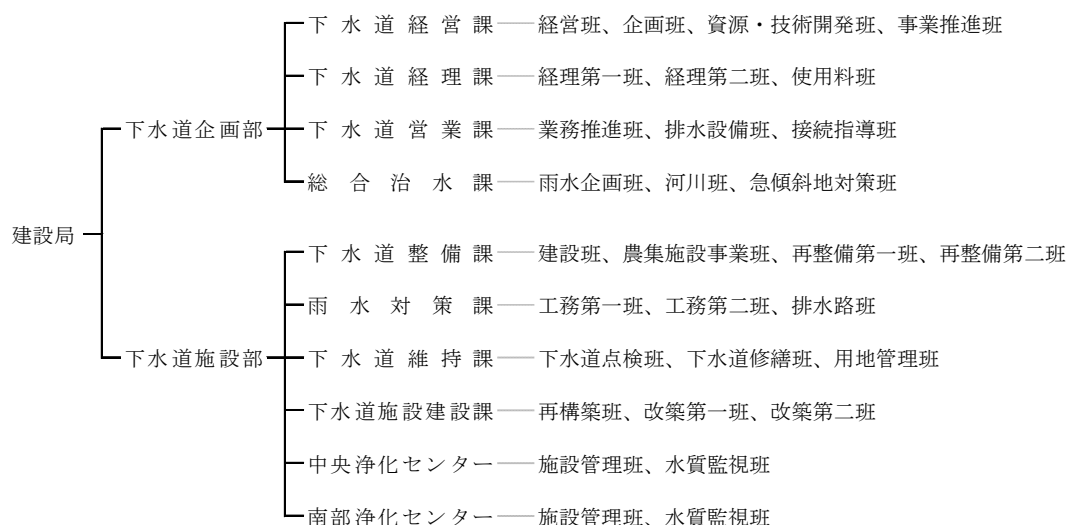 下水道経営課 経営班、企画班、資源・技術開発班、事業推進班
下水道経理課 経理第一班、経理第二班、使用料班
下水道企画部
下水道営業課 業務推進班、排水設備班、接続指導班
総合治水課 雨水企画班、河川班、急傾斜地対策班
建設局
下水道整備課 建設班、農集施設事業班、再整備第一班、再整備第二班
雨水対策課 工務第一班、工務第二班、排水路班
下水道施設部
下水道維持課 下水道点検班、下水道修繕班、用地管理班
下水道施設建設課 再構築班、改築第一班、改築第二班
中央浄化センター 施設管理班、水質監視班
南部浄化センター 施設管理班、水質監視班